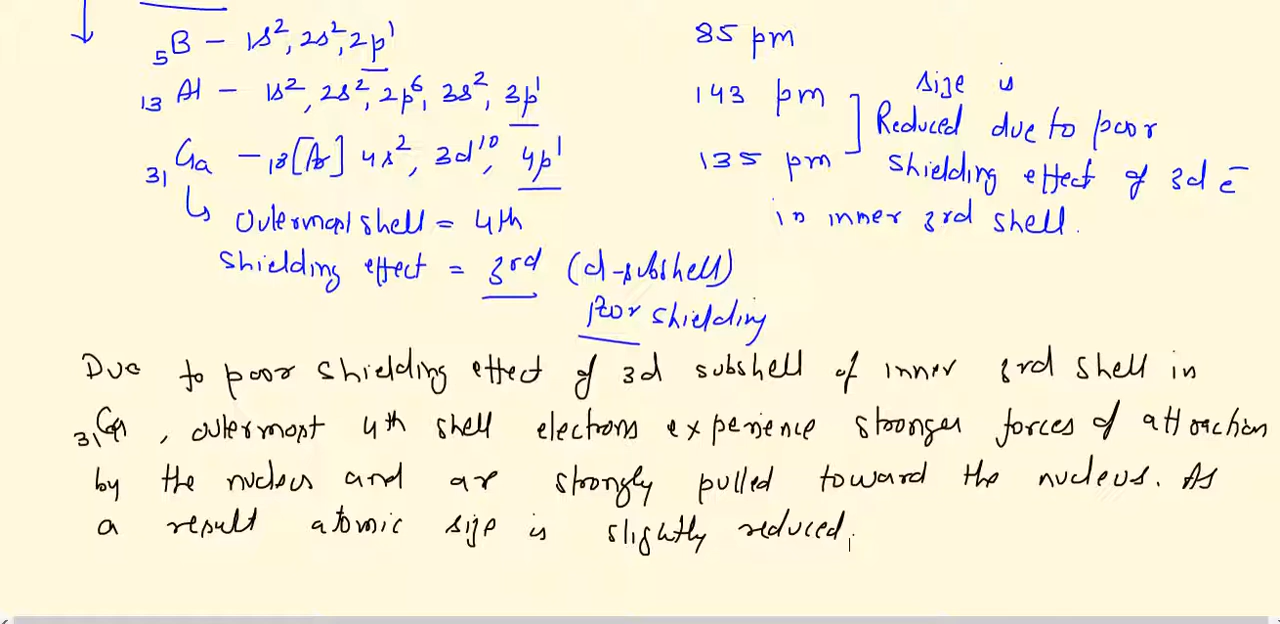 ₅B – 1s², 2s², 2p¹ 85 pm
₁₃Al – 1s², 2s², 2p⁶, 3s², 3p¹ 143 pm size is
₃₁Ga – 18[Ar] 4s², 3d¹⁰, 4p¹ 135 pm Reduced due to poor
shielding effect of 3d e⁻
in inner 3rd shell.
Outermost shell = 4th
Shielding effect = 3rd (d-subshell)
Poor shielding
Due to poor shielding effect of 3d subshell of inner 3rd shell in
₃₁Ga, outermost 4th shell electrons experience stronger forces of attraction
by the nucleus and are strongly pulled toward the nucleus. As
a result atomic size is slightly reduced.